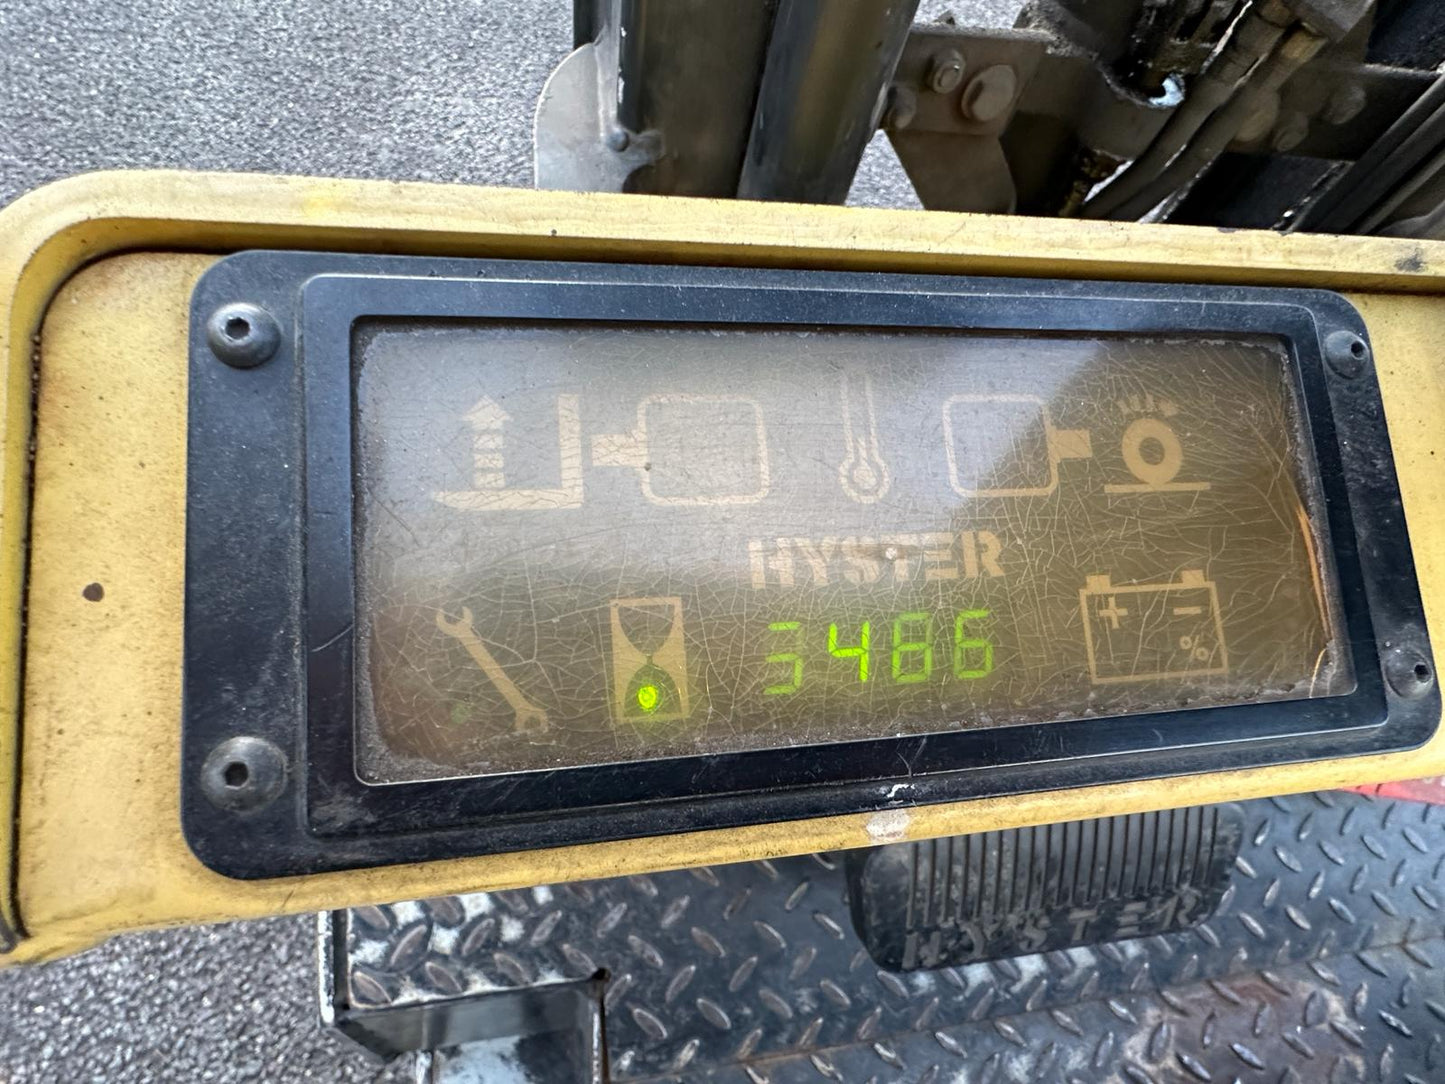 HYSTER
3486
+ -
%
HYSTER